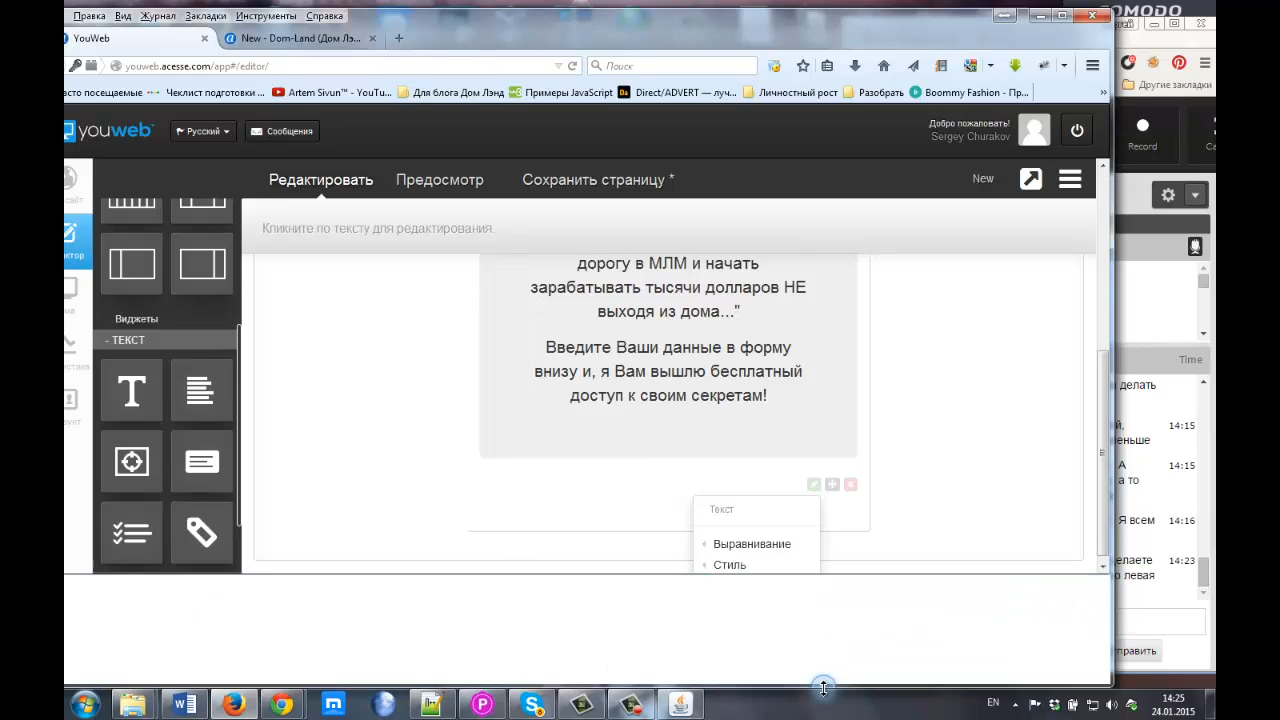 COMODO
Правка Вид Журнал Закладки Инструменты Справка
YouWeb
New - Dom-Land (Дом Лэ...
youweb.acesse.com/app#/editor/
Поиск
асто посещаемые
Чеклист подготовки ...
Artem Sivun™ - YouTu...
Для блога Дом Лэнд
Примеры JavaScript
Direct/ADVERT — луч...
Личностный рост
Разобрать
Boommy Fashion - Пр...
Другие закладки
youweb™
Русский
Сообщения
Добро пожаловать!
Sergey Churakov
Record
Редактировать
Предосмотр
Сохранить страницу *
New
Кликните по тексту для редактирования.
дорогу в МЛМ и начать
зарабатывать тысячи долларов НЕ
выходя из дома..."
Введите Ваши данные в форму
внизу и, я Вам вышлю бесплатный
доступ к своим секретам!
Виджеты
- ТЕКСТ
Текст
Выравнивание
Стиль
Time
делать
14:15
еньше
А 14:15
а то
Я всем 14:16
делаете 14:23
о левая
править
EN
14:25
24.01.2015